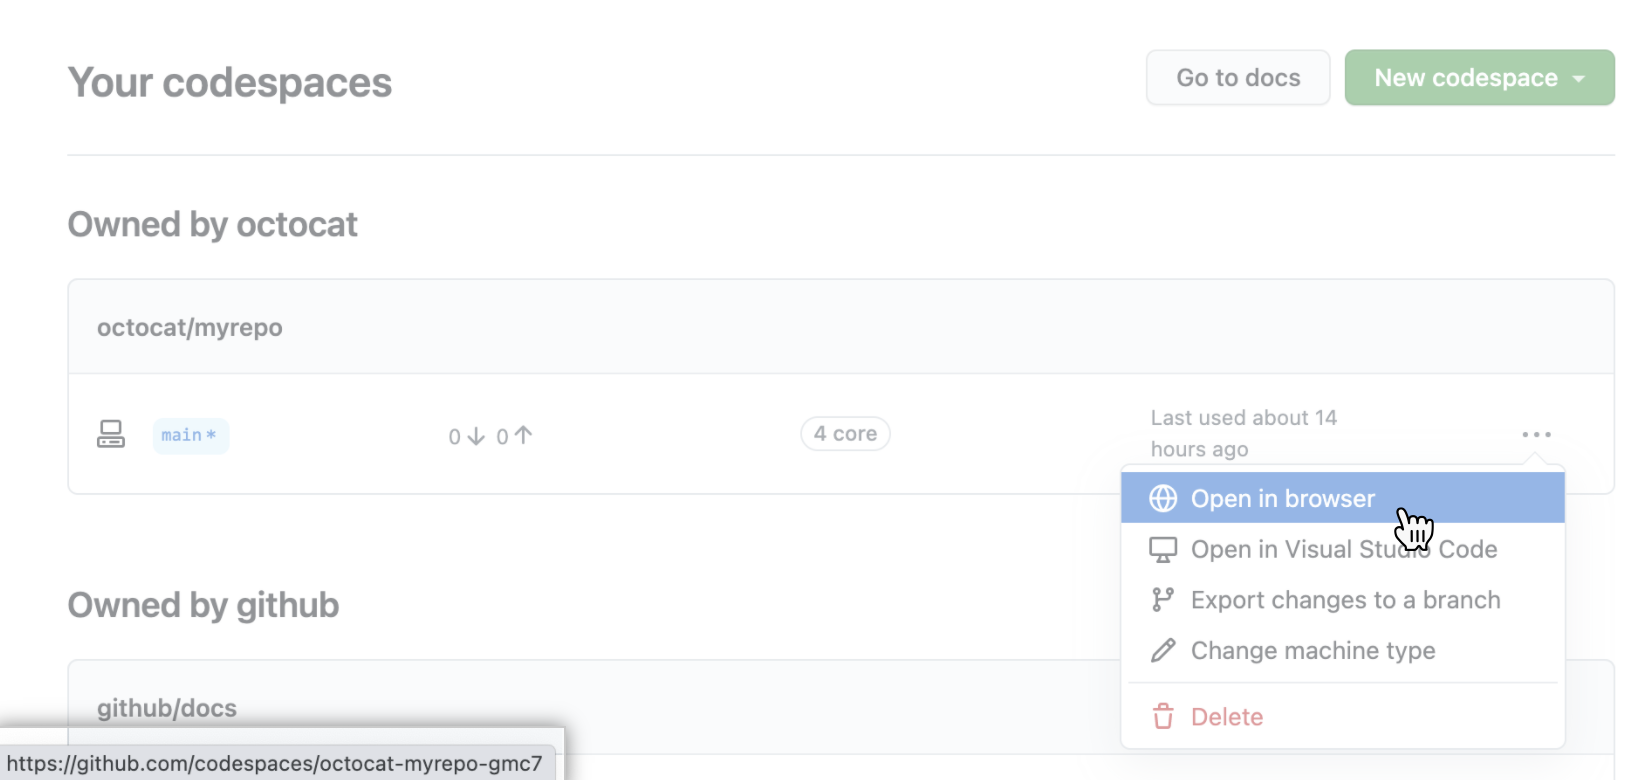 Your codespaces
Go to docs
New codespace
Owned by octocat
octocat/myrepo
main*
0 ↓ 0 ↑
4 core
Last used about 14
hours ago
...
Open in browser
Open in Visual Studio Code
Export changes to a branch
Change machine type
Delete
Owned by github
github/docs
https://github.com/codespaces/octocat-myrepo-gmc7